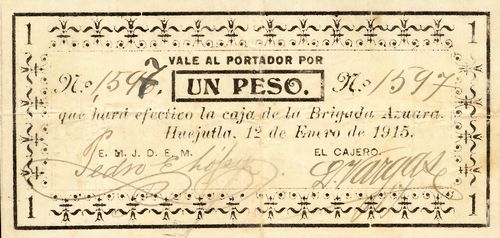 1 1
VALE AL PORTADOR POR
No. 1597 UN PESO. No. 1597
que hará efectivo la caja de la Brigada Azuara.
Huejutla, 12 de Enero de 1915.
E. M. J. D. E. M. EL CAJERO.
Pedro E. López L. Vargas
1 1